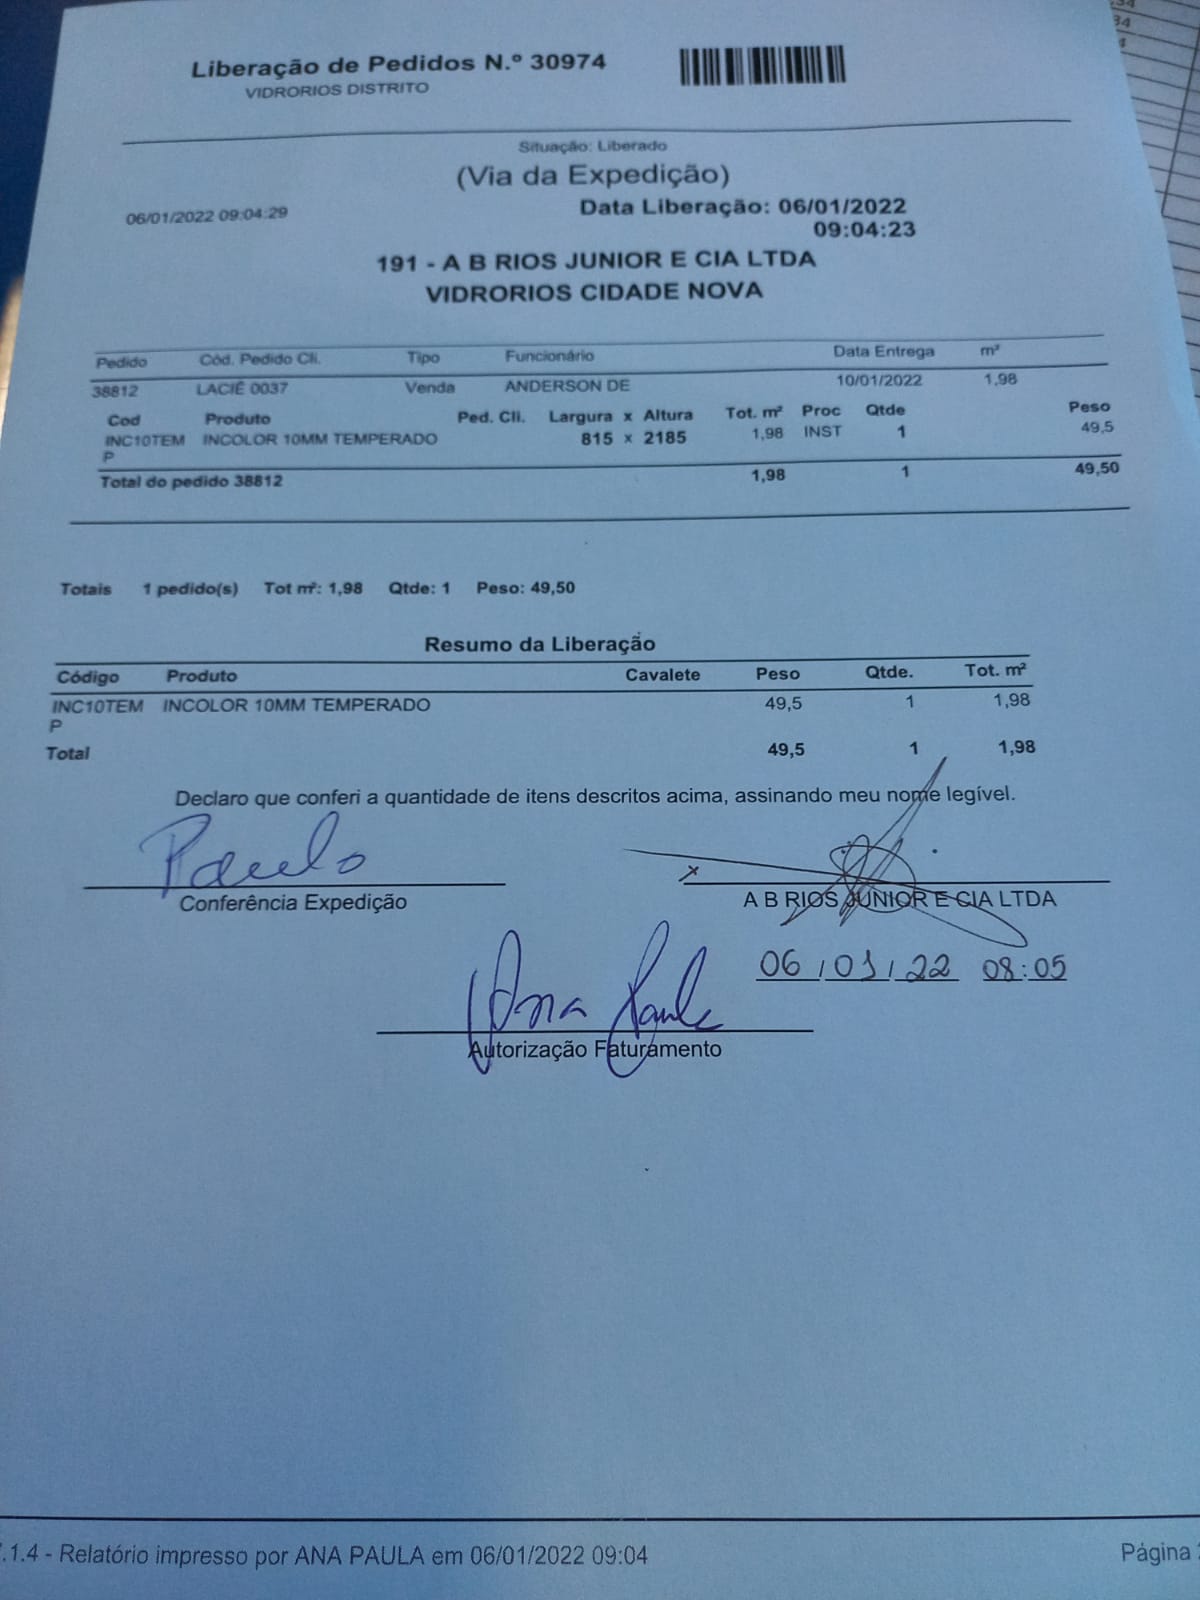 Liberação de Pedidos N.º 30974
VIDRORIOS DISTRITO
Situação: Liberado
(Via da Expedição)
06/01/2022 09:04:29
Data Liberação: 06/01/2022
09:04:23
191 - A B RIOS JUNIOR E CIA LTDA
VIDRORIOS CIDADE NOVA
Pedido Cód. Pedido Cli. Tipo Funcionário Data Entrega m²
38812 LACIÊ 0037 Venda ANDERSON DE 10/01/2022 1,98
Cod Produto Ped. Cli. Largura x Altura Tot. m² Proc Qtde Peso
INC10TEM INCOLOR 10MM TEMPERADO 815 x 2185 1,98 INST 1 49,5
P
Total do pedido 38812 1,98 1 49,50
Totais 1 pedido(s) Tot m²: 1,98 Qtde: 1 Peso: 49,50
Resumo da Liberação
Código Produto Cavalete Peso Qtde. Tot. m²
INC10TEM INCOLOR 10MM TEMPERADO 49,5 1 1,98
P
Total 49,5 1 1,98
Declaro que conferi a quantidade de itens descritos acima, assinando meu nome legível.
Paulo
x
Conferência Expedição A B RIOS JUNIOR E CIA LTDA
06/01/22 08:05
Ana Paula
Autorização Faturamento
.1.4 - Relatório impresso por ANA PAULA em 06/01/2022 09:04 Página